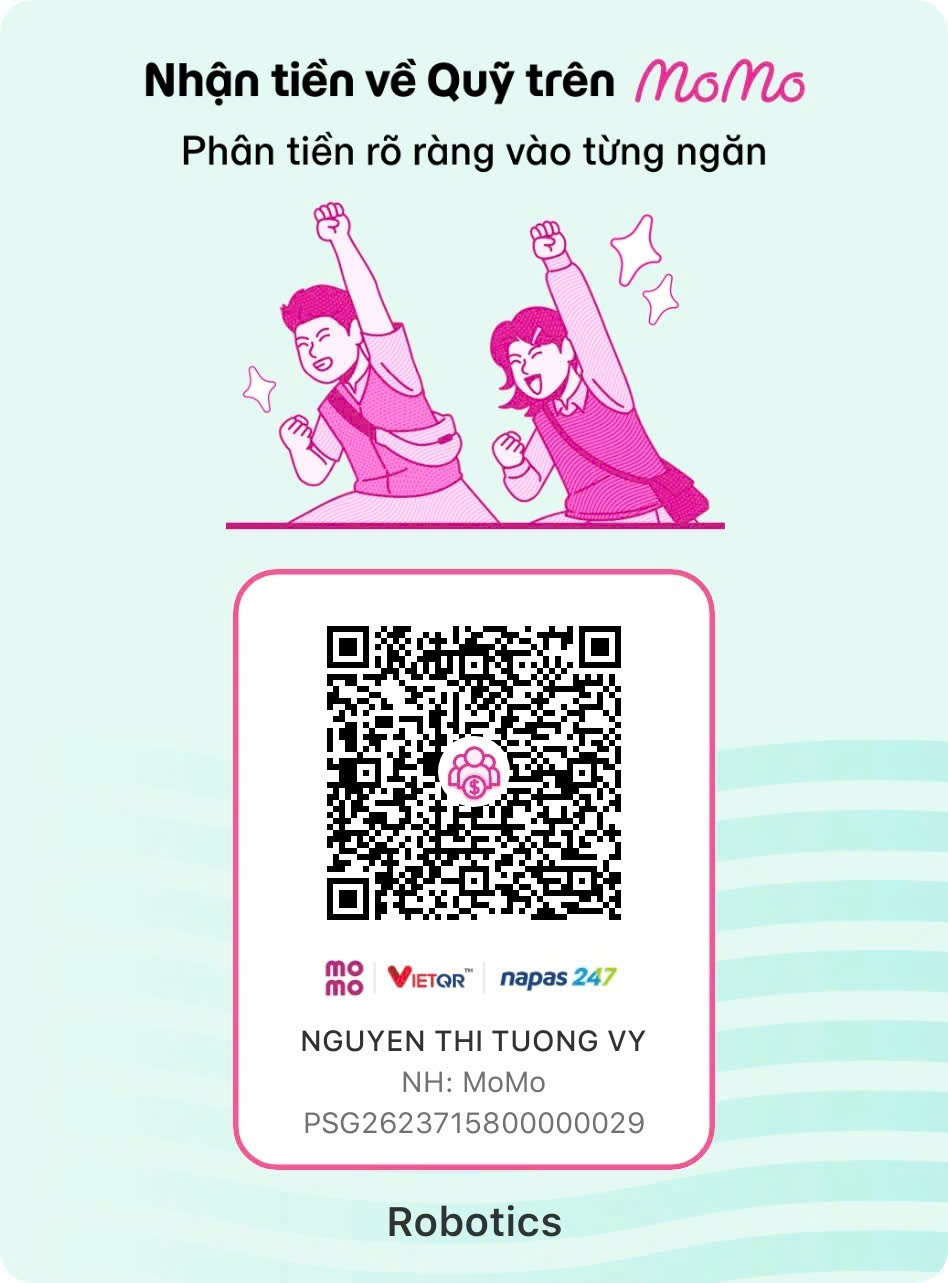 Nhận tiền về Quỹ trên MoMo
Phân tiền rõ ràng vào từng ngăn
$
mo mo | VIETQR™ | napas 247
NGUYEN THI TUONG VY
NH: MoMo
PSG2623715800000029
Robotics